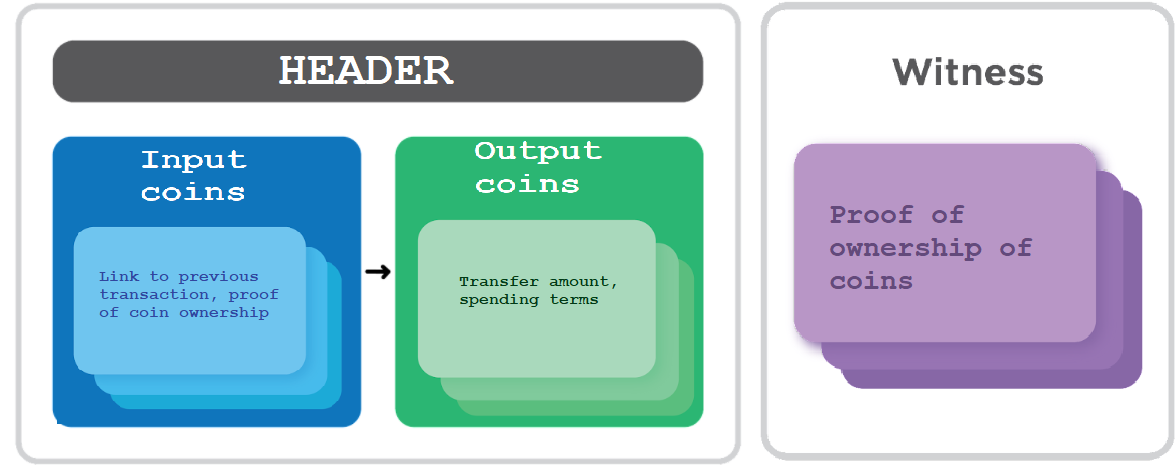 HEADER
Input
coins
Link to previous
transaction, proof
of coin ownership
Output
coins
Transfer amount,
spending terms
Witness
Proof of
ownership of
coins